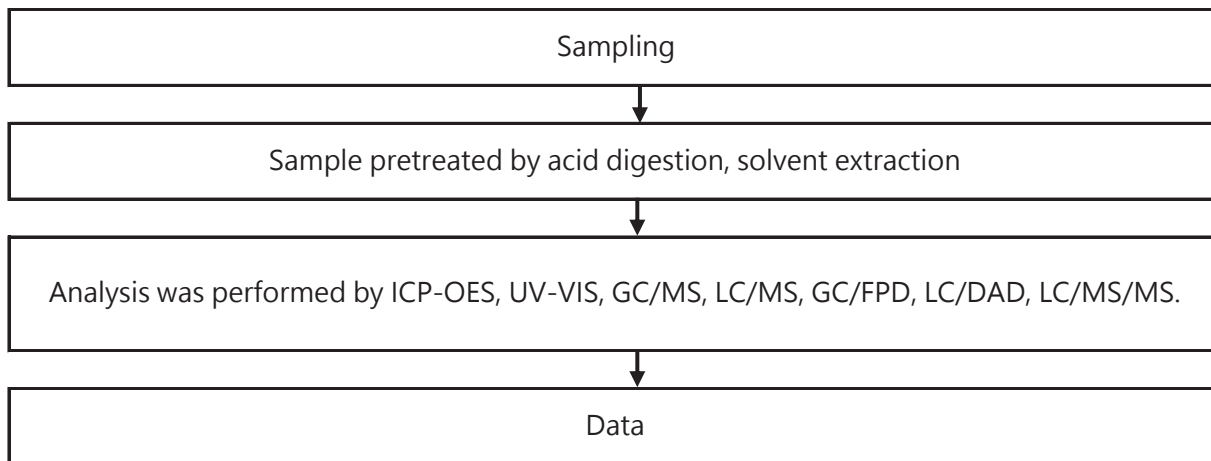 Sampling
Sample pretreated by acid digestion, solvent extraction
Analysis was performed by ICP-OES, UV-VIS, GC/MS, LC/MS, GC/FPD, LC/DAD, LC/MS/MS.
Data